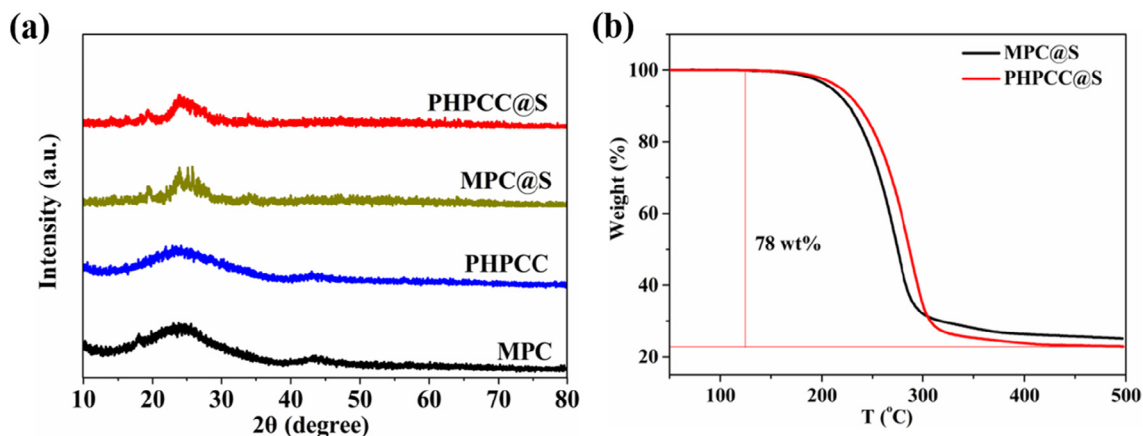 (a)
PHPCC@S
MPC@S
PHPCC
MPC
Intensity (a.u.)
10 20 30 40 50 60 70 80
2θ (degree)
(b)
MPC@S
PHPCC@S
100
80
60
40
20
78 wt%
Weight (%)
100 200 300 400 500
T (°C)